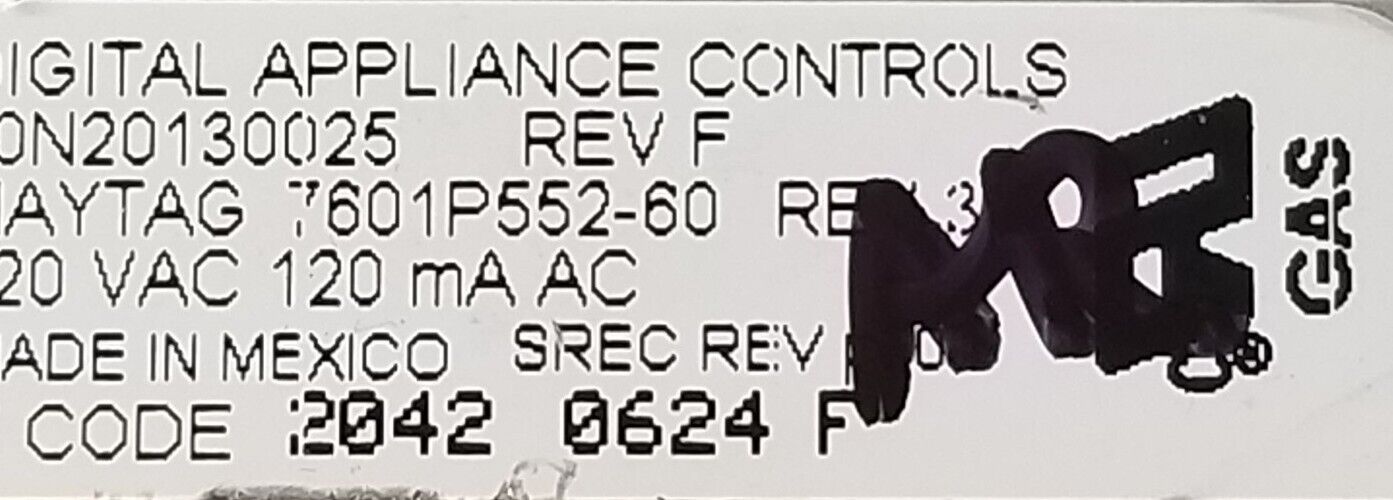 IGITAL APPLIANCE CONTROLS
0N20130025 REV F
AYTAG 7601P552-60
20 VAC 120 mA AC
ADE IN MEXICO SREC REV
CODE 2042 0624 F
GAS